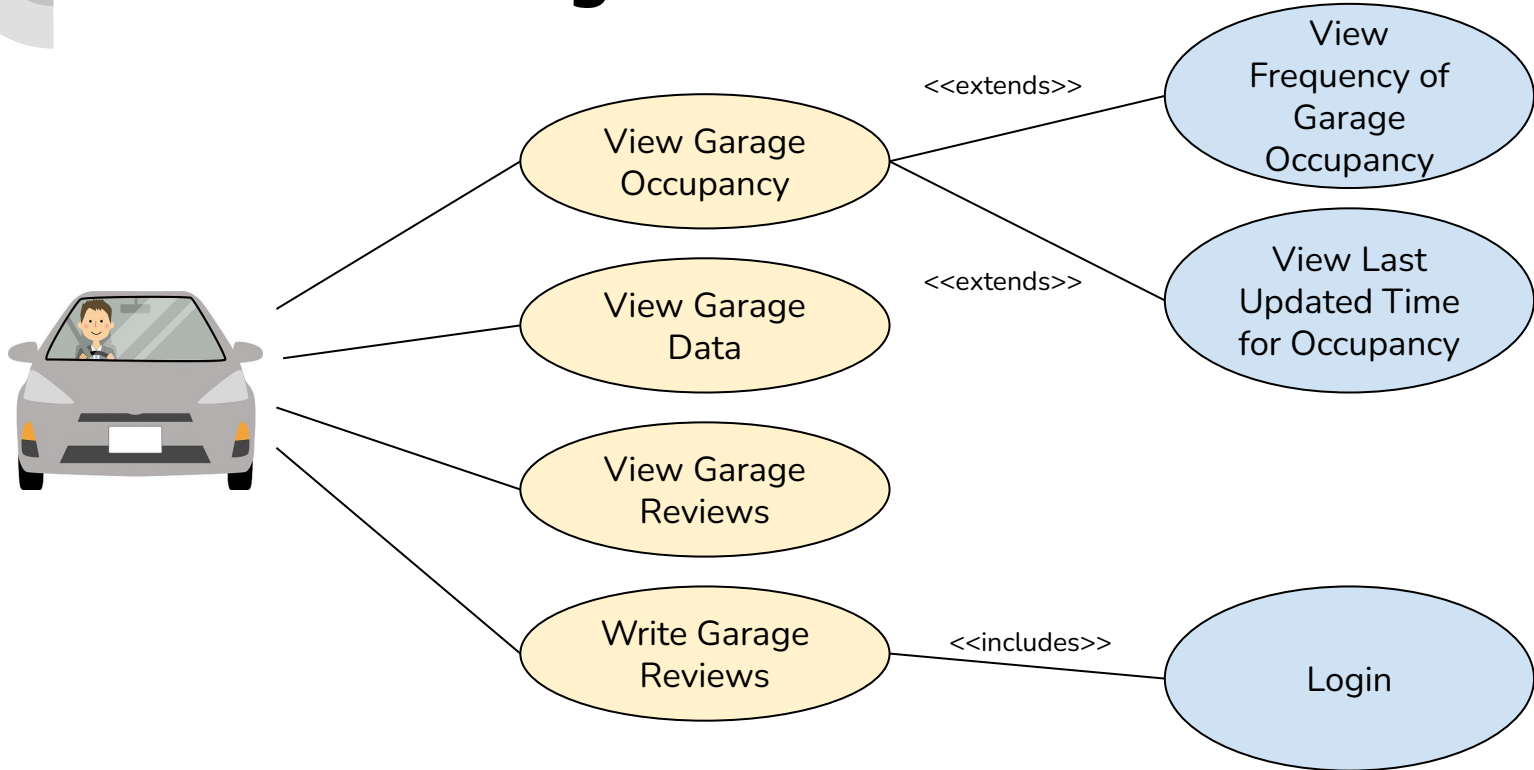 View
Frequency of
Garage
Occupancy
<<extends>>
View Garage
Occupancy
View Last
Updated Time
for Occupancy
<<extends>>
View Garage
Data
View Garage
Reviews
Write Garage
Reviews
<<includes>>
Login